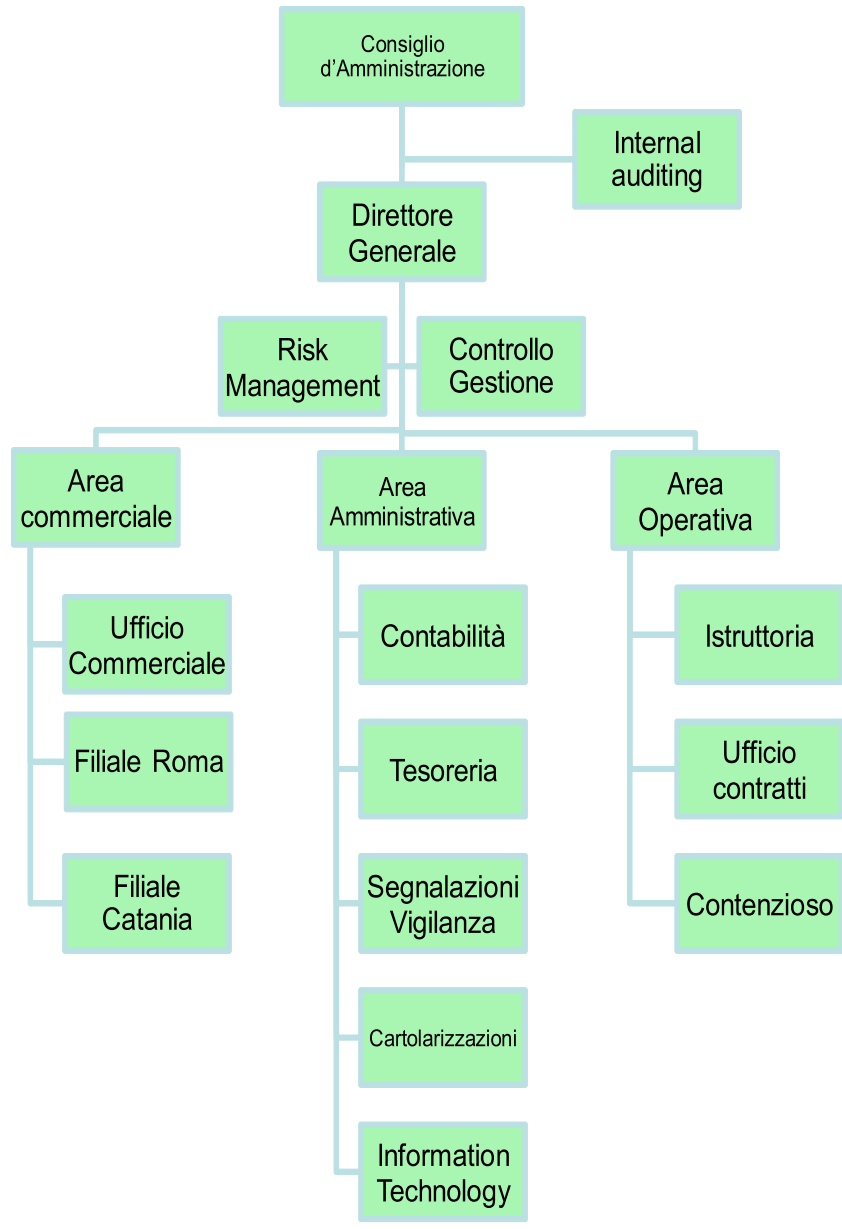 Consiglio
d’Amministrazione
Internal
auditing
Direttore
Generale
Risk
Management
Controllo
Gestione
Area
commerciale
Area
Amministrativa
Area
Operativa
Ufficio
Commerciale
Filiale Roma
Filiale
Catania
Contabilità
Tesoreria
Segnalazioni
Vigilanza
Cartolarizzazioni
Information
Technology
Istruttoria
Ufficio
contratti
Contenzioso